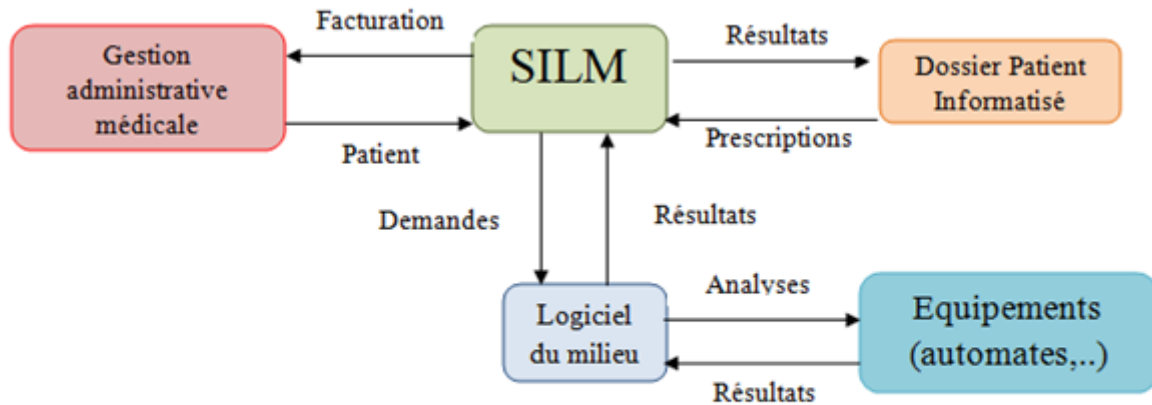 Facturation
Gestion
administrative
médicale
Patient
SILM
Résultats
Dossier Patient
Informatisé
Prescriptions
Demandes
Résultats
Logiciel
du milieu
Analyses
Equipements
(automates,..)
Résultats